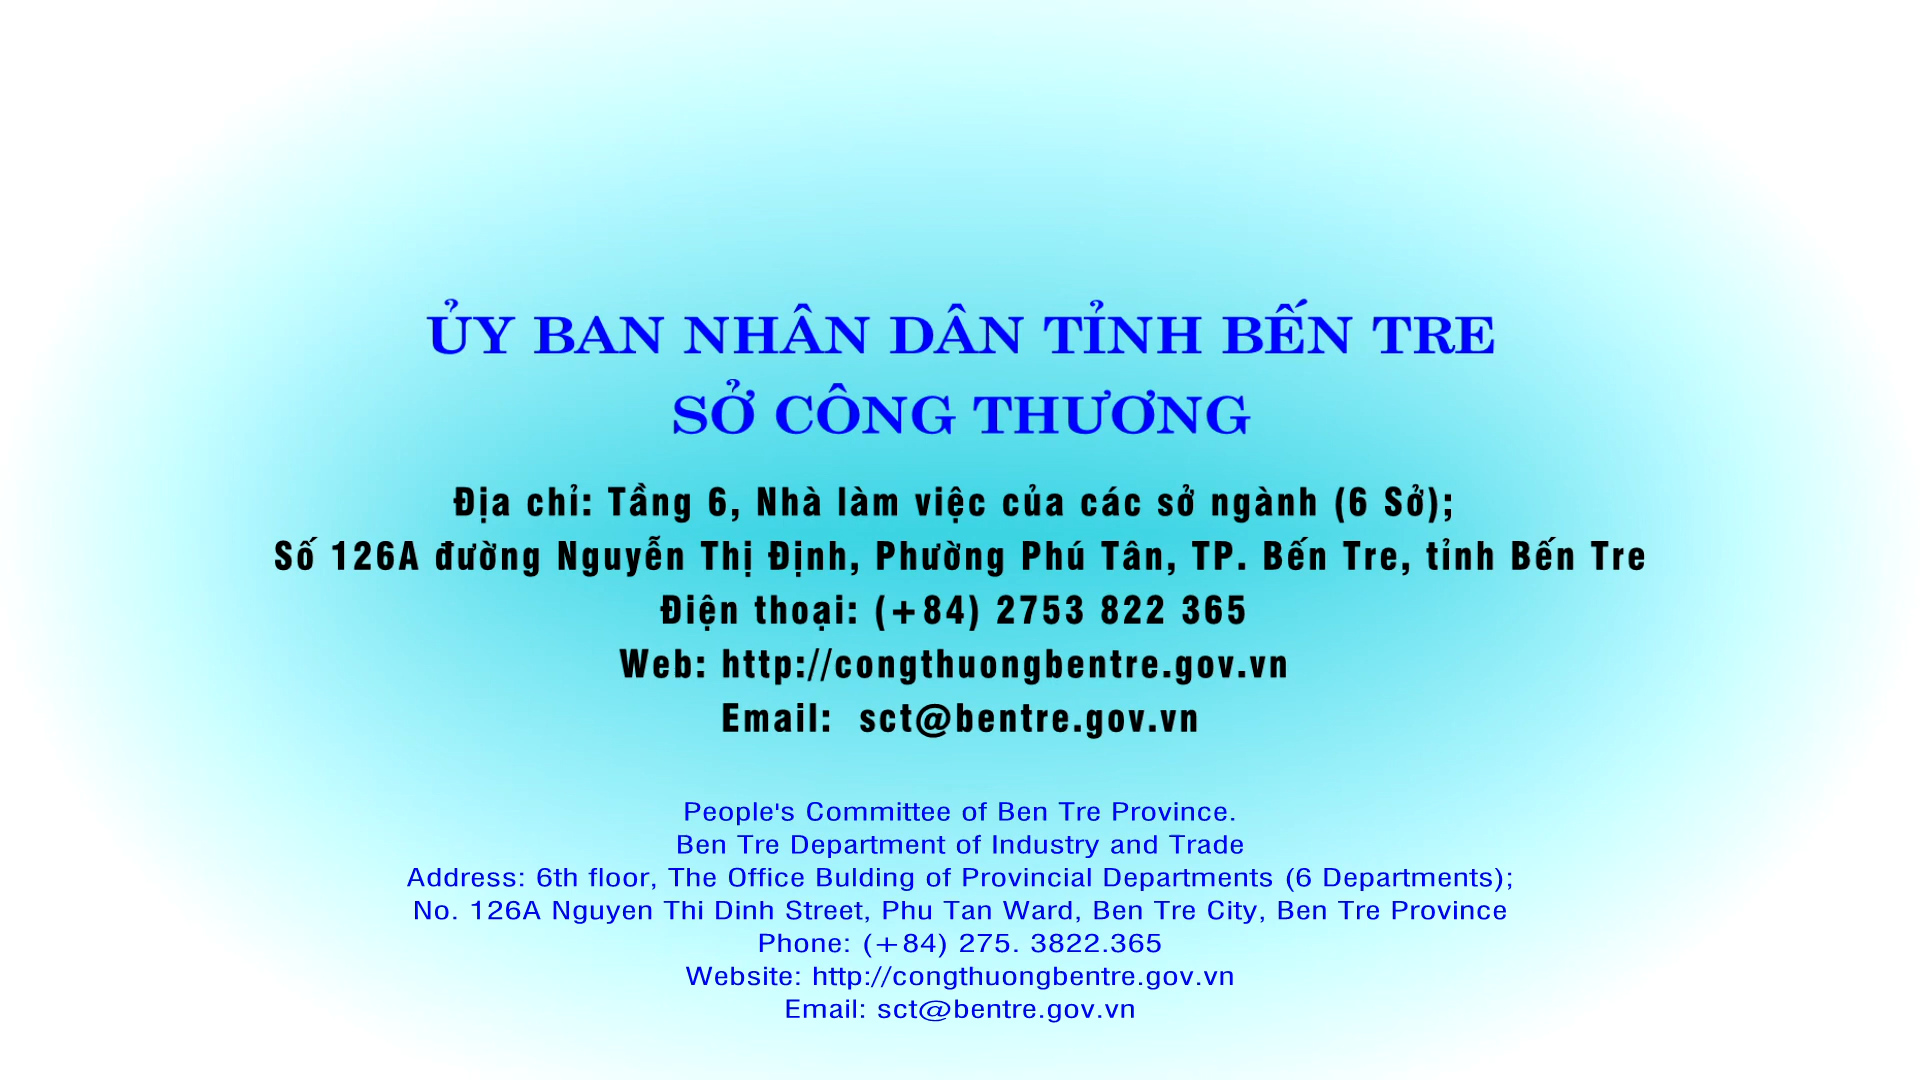 ỦY BAN NHÂN DÂN TỈNH BẾN TRE
SỞ CÔNG THƯƠNG
Địa chỉ: Tầng 6, Nhà làm việc của các sở ngành (6 Sở);
Số 126A đường Nguyễn Thị Định, Phường Phú Tân, TP. Bến Tre, tỉnh Bến Tre
Điện thoại: (+84) 2753 822 365
Web: http://congthuongbentre.gov.vn
Email: sct@bentre.gov.vn
People's Committee of Ben Tre Province.
Ben Tre Department of Industry and Trade
Address: 6th floor, The Office Bulding of Provincial Departments (6 Departments);
No. 126A Nguyen Thi Dinh Street, Phu Tan Ward, Ben Tre City, Ben Tre Province
Phone: (+84) 275. 3822.365
Website: http://congthuongbentre.gov.vn
Email: sct@bentre.gov.vn